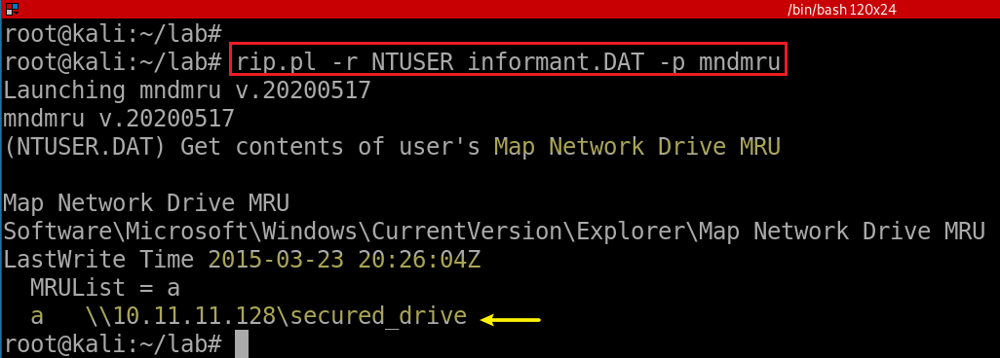 /bin/bash 120x24
root@kali:~/lab#
root@kali:~/lab# rip.pl -r NTUSER informant.DAT -p mndmru
Launching mndmru v.20200517
mndmru v.20200517
(NTUSER.DAT) Get contents of user's Map Network Drive MRU
Map Network Drive MRU
Software\Microsoft\Windows\CurrentVersion\Explorer\Map Network Drive MRU
LastWrite Time 2015-03-23 20:26:04Z
MRUList = a
a   \\10.11.11.128\secured_drive
root@kali:~/lab#